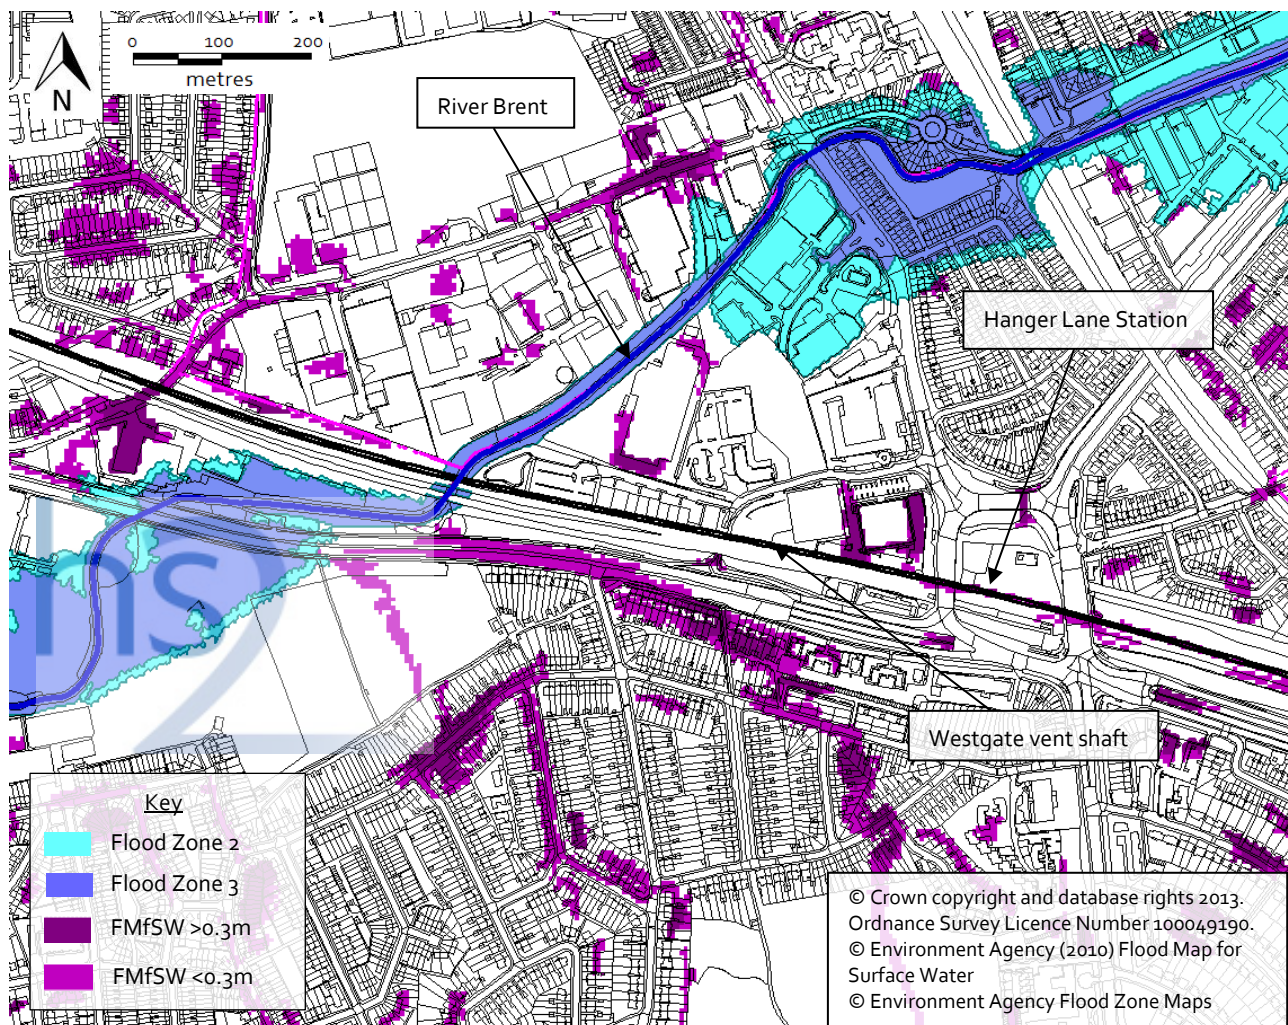 0 100 200
metres
N
River Brent
Hanger Lane Station
Westgate vent shaft
hs2
Key
Flood Zone 2
Flood Zone 3
FMfSW >0.3m
FMfSW <0.3m
© Crown copyright and database rights 2013.
Ordnance Survey Licence Number 100049190.
© Environment Agency (2010) Flood Map for
Surface Water
© Environment Agency Flood Zone Maps